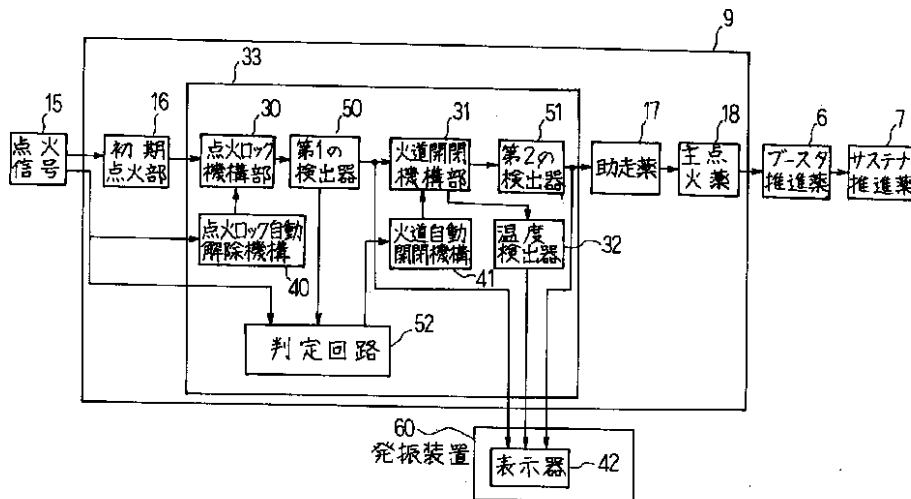 9
33
15
16
30
50
31
51
17
18
6
7
点火
信号
初期
点火部
点火ロック
機構部
第1の
検出器
火道開閉
機構部
第2の
検出器
助走薬
主点
火薬
ブースタ
推進薬
サステナ
推進薬
点火ロック自動
解除機構
40
火道自動
開閉機構
41
温度
検出器
32
判定回路
52
60
発振装置
表示器
42